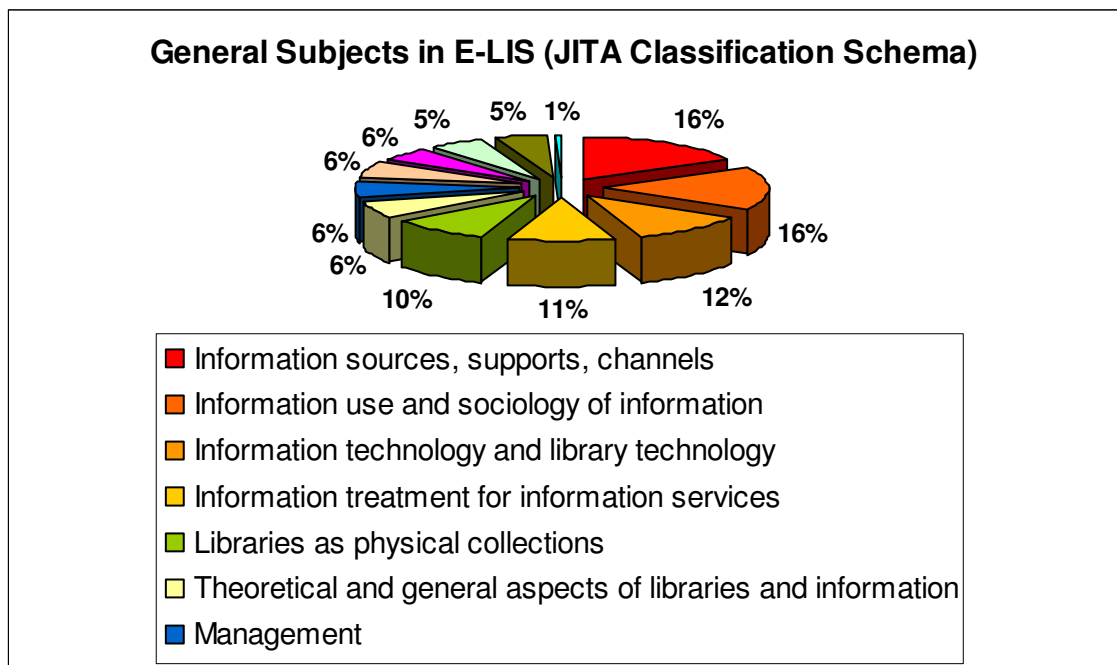 General Subjects in E-LIS (JITA Classification Schema)
5% 5% 1% 16%
6%
6%
6% 16%
6%
10% 11% 12%
Information sources, supports, channels
Information use and sociology of information
Information technology and library technology
Information treatment for information services
Libraries as physical collections
Theoretical and general aspects of libraries and information
Management